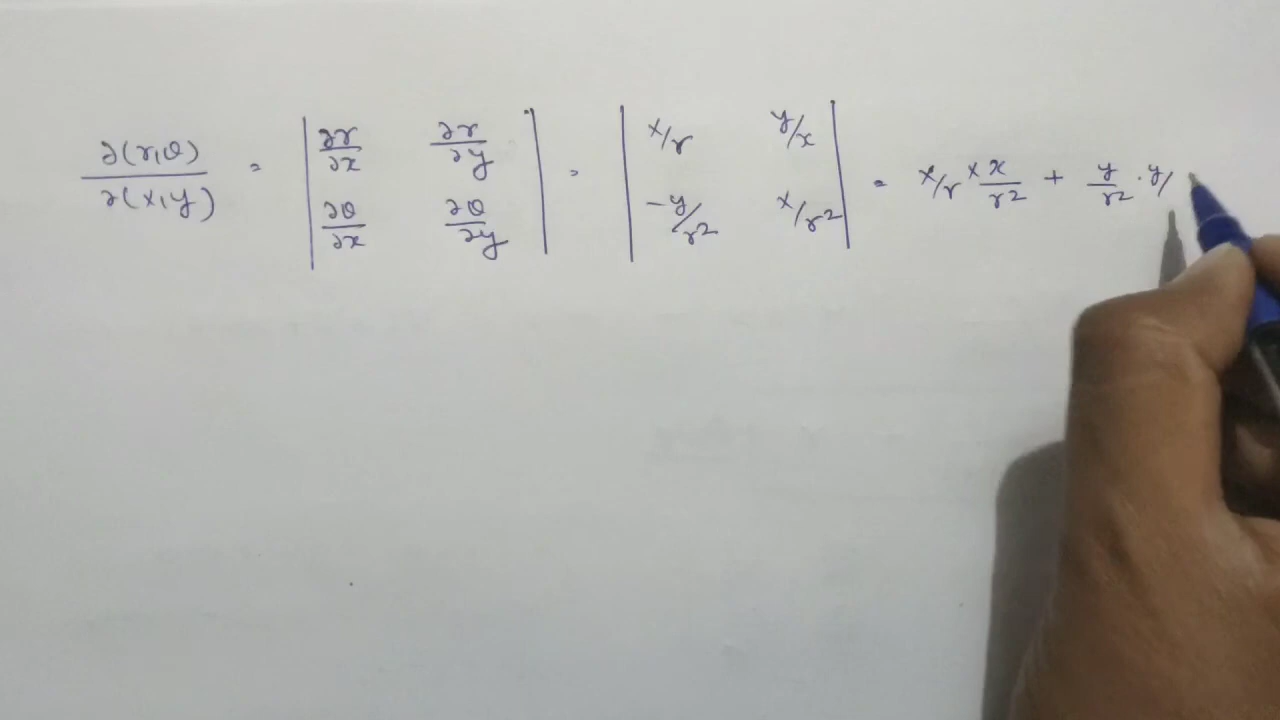 ∂(r,θ)/∂(x,y) = | ∂r/∂x ∂r/∂y ; ∂θ/∂x ∂θ/∂y | = | x/r y/x ; -y/r² x/r² | = x/r × x/r² + y/r² · y/